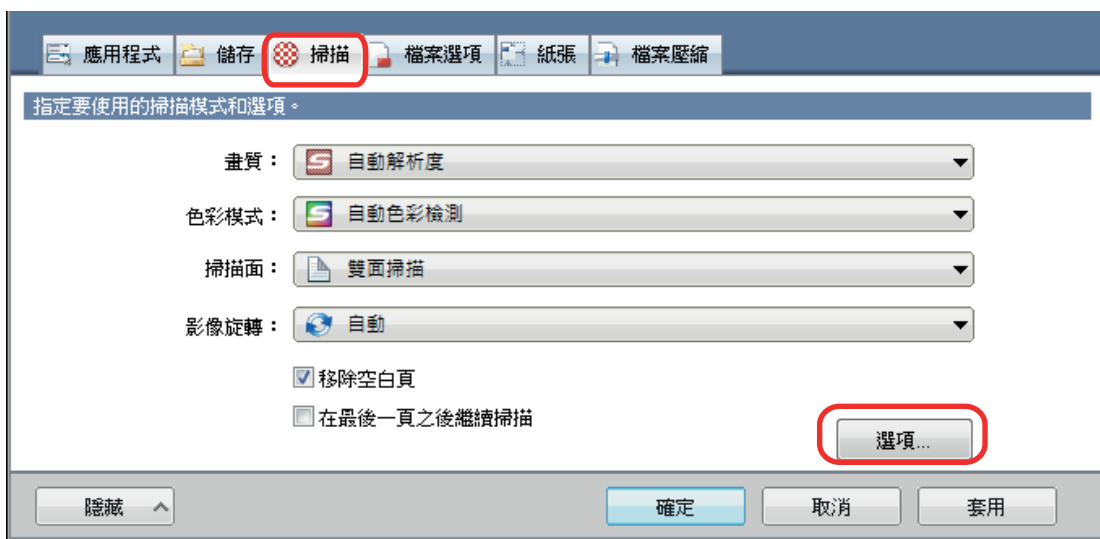 應用程式 儲存 掃描 檔案選項 紙張 檔案壓縮
指定要使用的掃描模式和選項。
畫質： 自動解析度
色彩模式： 自動色彩檢測
掃描面： 雙面掃描
影像旋轉： 自動
移除空白頁
在最後一頁之後繼續掃描
選項...
隱藏 確定 取消 套用